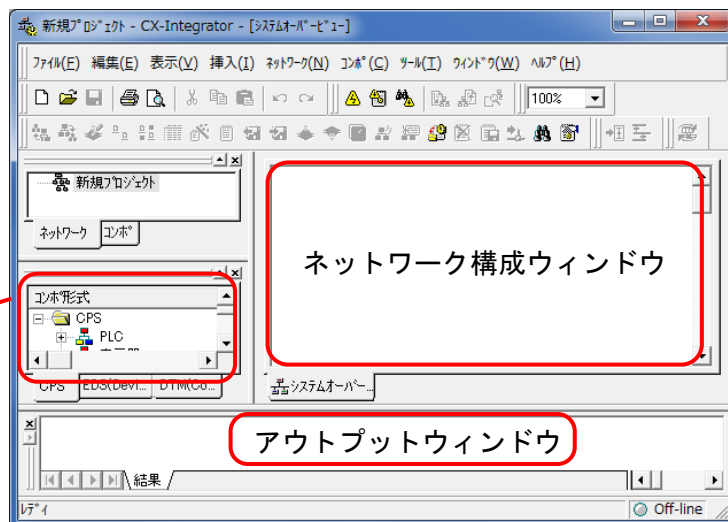 新規ﾌﾟﾛｼﾞｪｸﾄ - CX-Integrator - [ｼｽﾃﾑｵｰﾊﾞｰﾋﾞｭｰ]
ﾌｧｲﾙ(F) 編集(E) 表示(V) 挿入(I) ﾈｯﾄﾜｰｸ(N) ｺﾝﾎﾟ(C) ﾂｰﾙ(T) ｳｨﾝﾄﾞｳ(W) ﾍﾙﾌﾟ(H)
100%
新規ﾌﾟﾛｼﾞｪｸﾄ
ﾈｯﾄﾜｰｸ ｺﾝﾎﾟ
ｺﾝﾎﾟ形式
CPS
PLC
CPS EDS(Devi... DTM(Co...
ネットワーク構成ウィンドウ
ｼｽﾃﾑｵｰﾊﾞｰ...
アウトプットウィンドウ
結果
ﾚﾃﾞｨ
Off-line